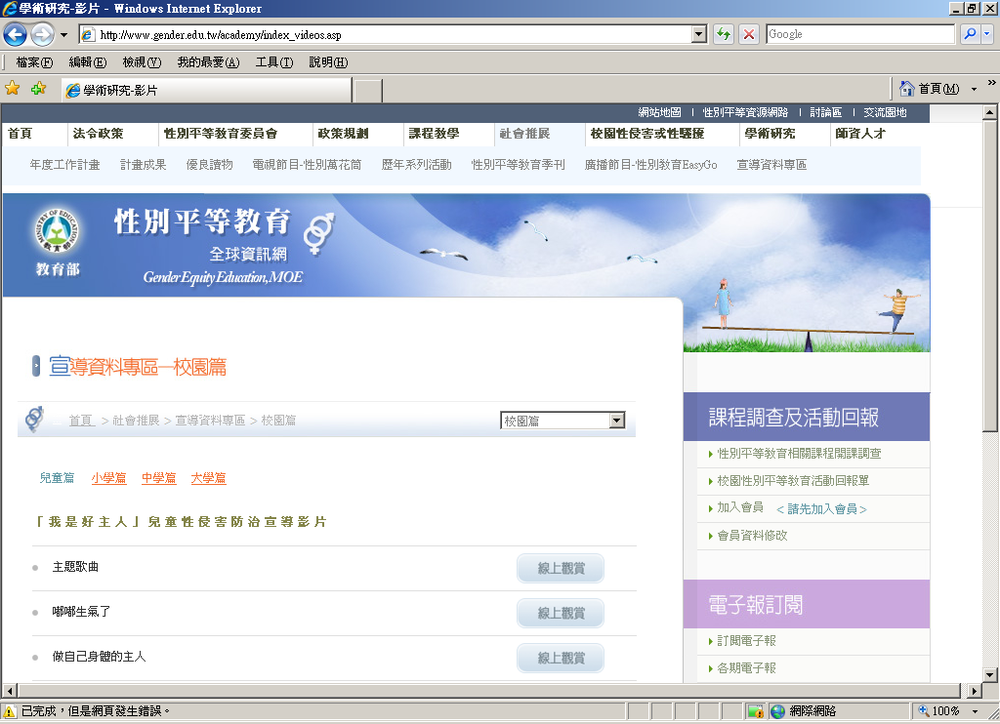 學術研究-影片 - Windows Internet Explorer
http://www.gender.edu.tw/academy/index_videos.asp
Google
檔案(F) 編輯(E) 檢視(V) 我的最愛(A) 工具(T) 說明(H)
學術研究-影片
首頁(M)
網站地圖 | 性別平等資源網路 | 討論區 | 交流園地
首頁 法令政策 性別平等教育委員會 政策規劃 課程教學 社會推展 校園性侵害或性騷擾 學術研究 師資人才
年度工作計畫 計畫成果 優良讀物 電視節目-性別萬花筒 歷年系列活動 性別平等教育季刊 廣播節目-性別教育EasyGo 宣導資料專區
MINISTRY OF EDUCATION
教育部
性別平等教育
全球資訊網
Gender Equity Education,MOE
宣導資料專區—校園篇
首頁 > 社會推展 > 宣導資料專區 > 校園篇
校園篇
兒童篇 小學篇 中學篇 大學篇
「我是好主人」兒童性侵害防治宣導影片
主題歌曲 線上觀賞
嘟嘟生氣了 線上觀賞
做自己身體的主人 線上觀賞
課程調查及活動回報
性別平等教育相關課程開課調查
校園性別平等教育活動回報單
加入會員 <請先加入會員>
會員資料修改
電子報訂閱
訂閱電子報
各期電子報
已完成，但是網頁發生錯誤。
網際網路
100%